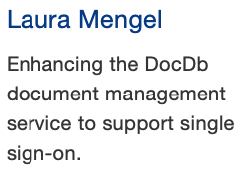 Laura Mengel
Enhancing the DocDb
document management
service to support single
sign-on.